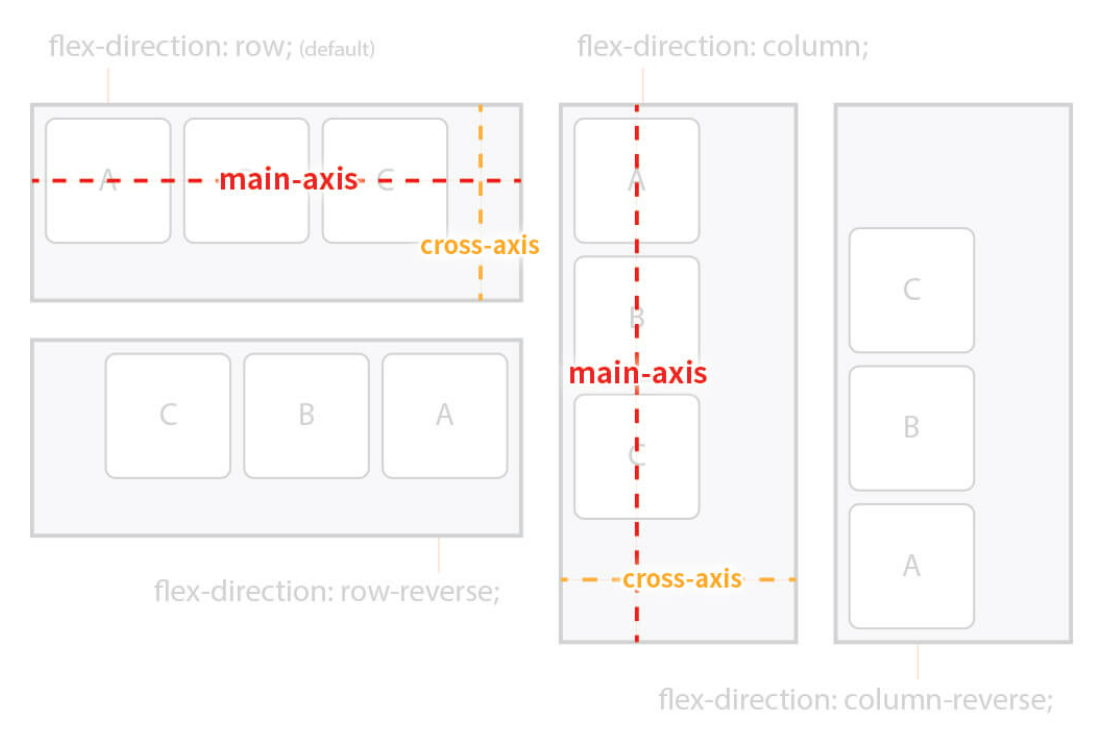 flex-direction: row; (default)
flex-direction: column;
A
C
main-axis
cross-axis
C
B
A
flex-direction: row-reverse;
A
B
main-axis
C
cross-axis
C
B
A
flex-direction: column-reverse;